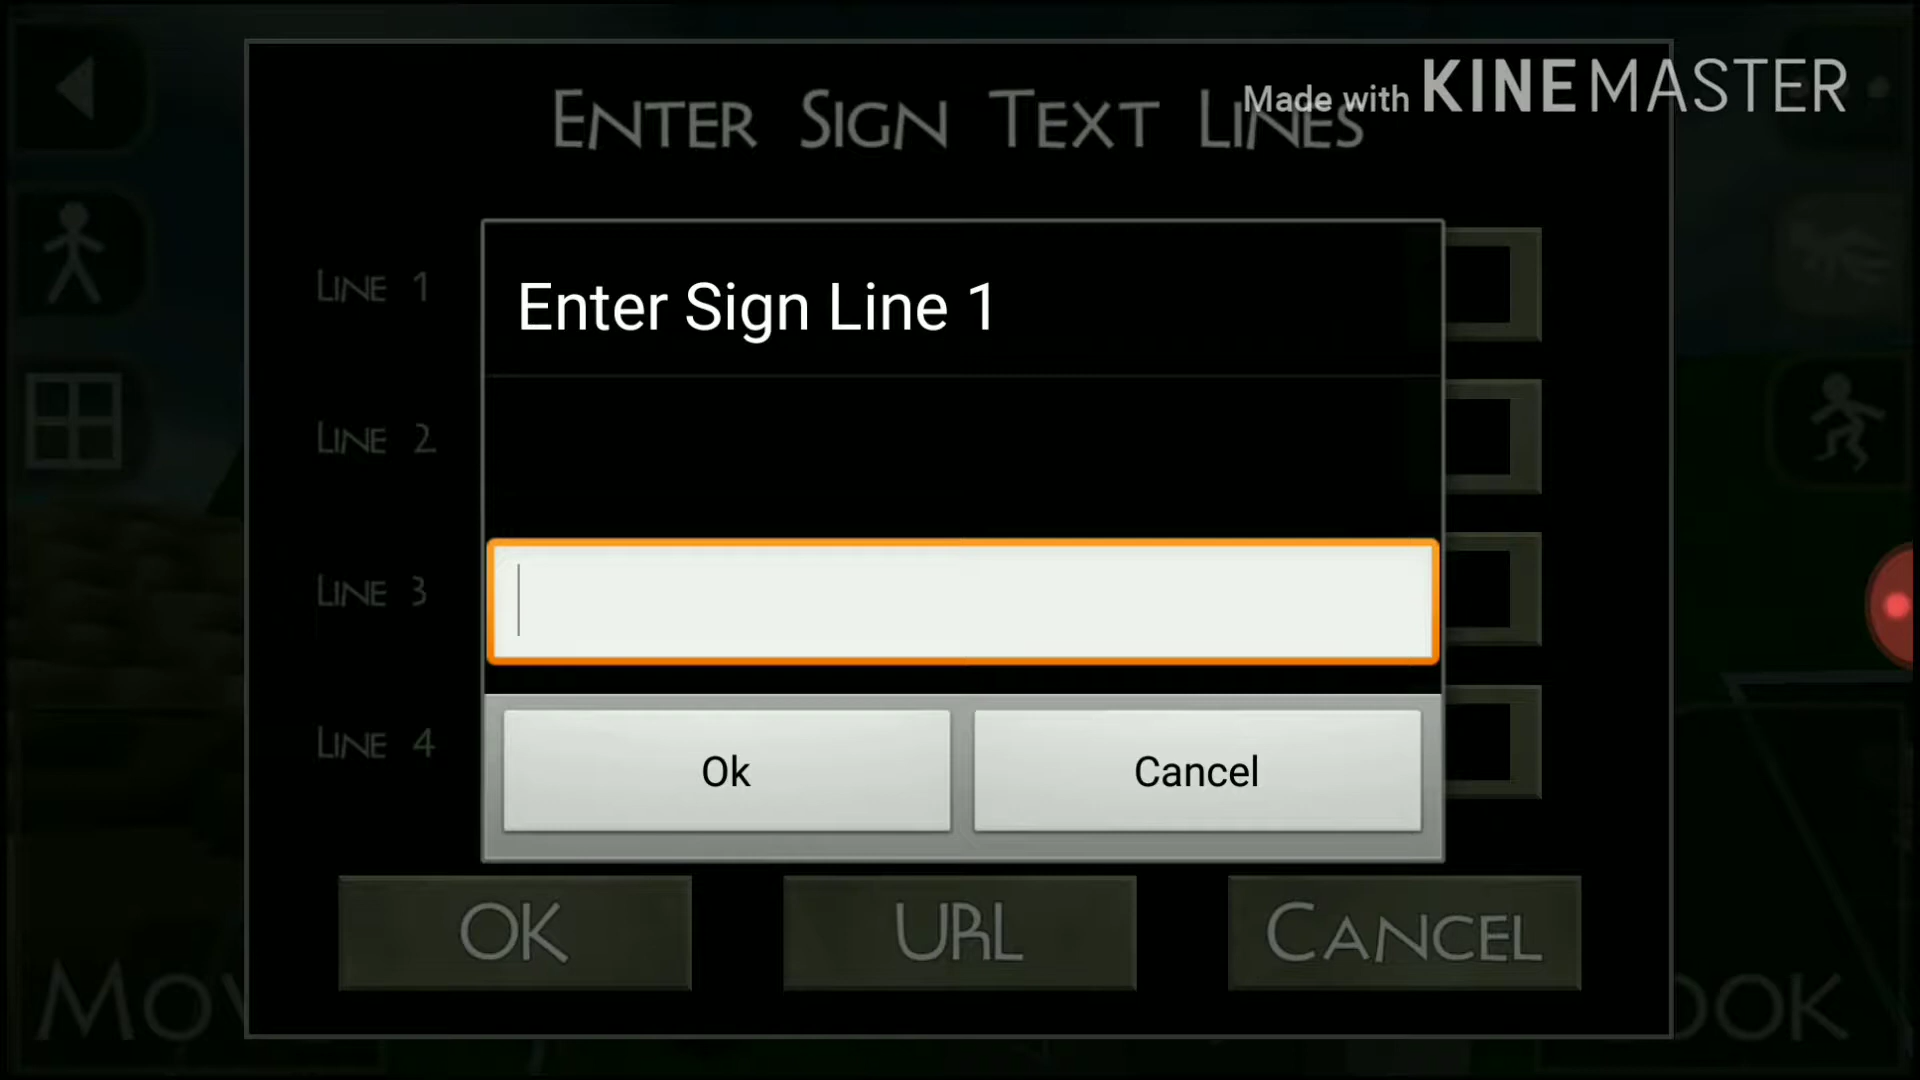 Made with KINEMASTER
ENTER SIGN TEXT LINES
LINE 1
Enter Sign Line 1
LINE 2
LINE 3
LINE 4
Ok
Cancel
OK
URL
CANCEL